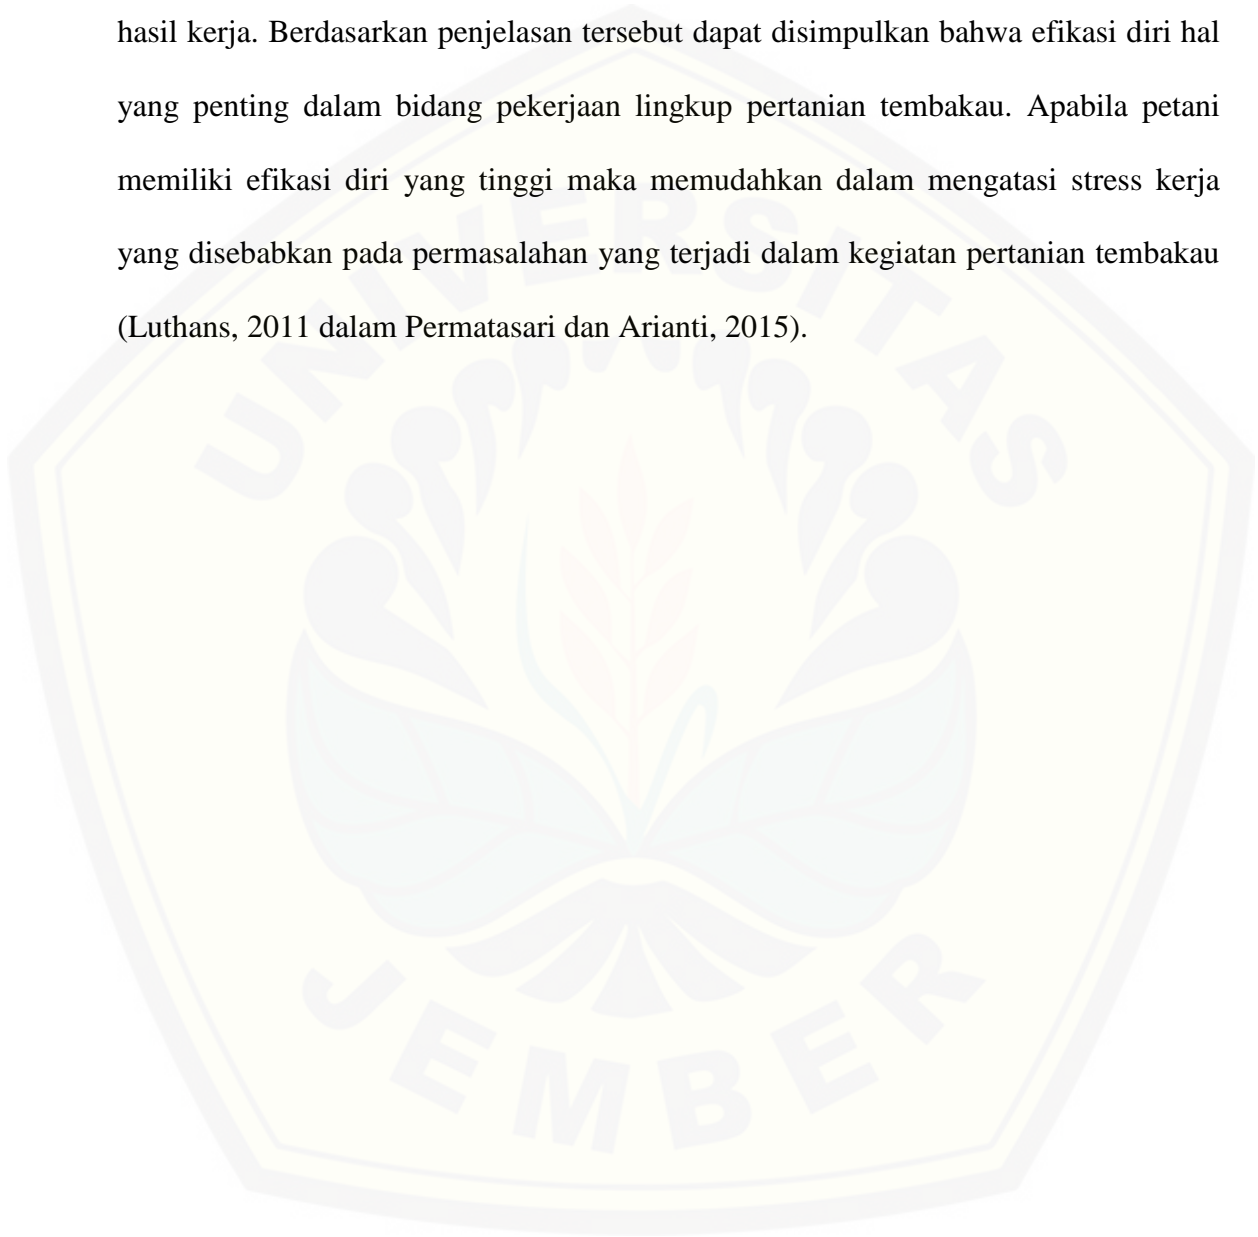 hasil kerja. Berdasarkan penjelasan tersebut dapat disimpulkan bahwa efikasi diri hal
yang penting dalam bidang pekerjaan lingkup pertanian tembakau. Apabila petani
memiliki efikasi diri yang tinggi maka memudahkan dalam mengatasi stress kerja
yang disebabkan pada permasalahan yang terjadi dalam kegiatan pertanian tembakau
(Luthans, 2011 dalam Permatasari dan Arianti, 2015).
UNIVERSITAS
JEMBER